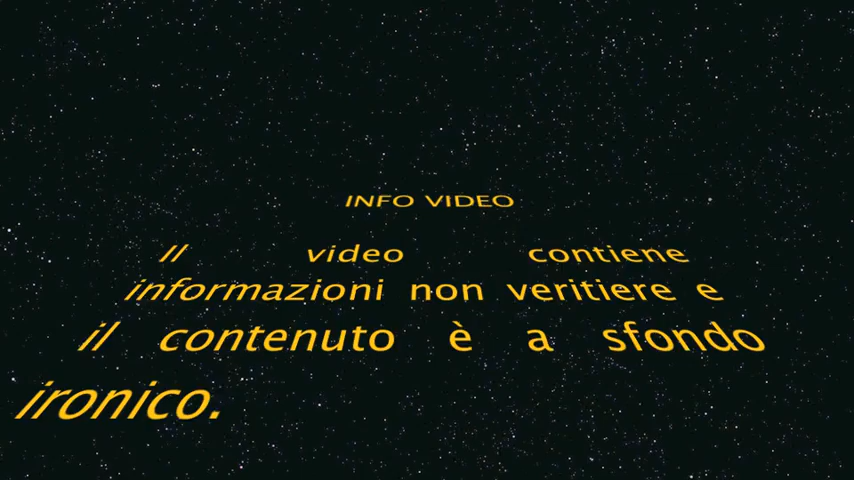 INFO VIDEO
Il video contiene
informazioni non veritiere e
il contenuto è a sfondo
ironico.